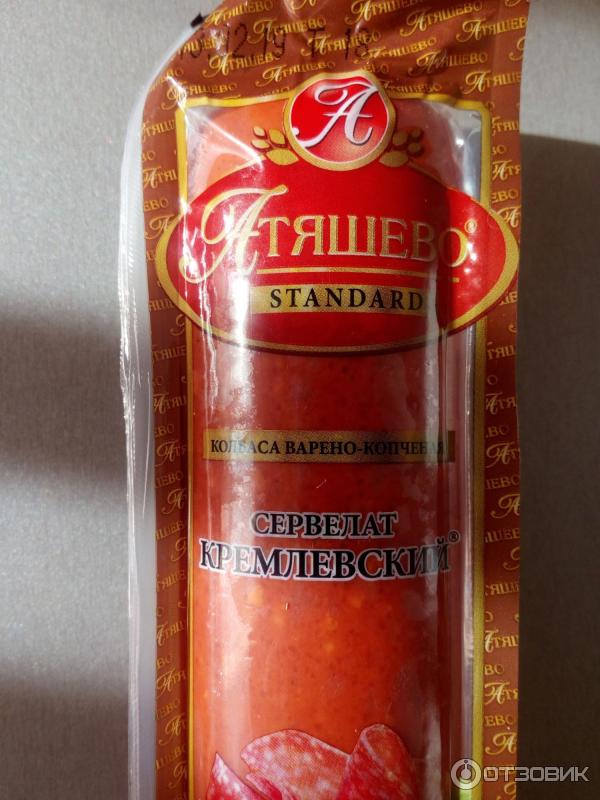 А
Атяшево®
STANDARD
КОЛБАСА ВАРЕНО-КОПЧЕНАЯ
СЕРВЕЛАТ
КРЕМЛЕВСКИЙ®
ОТЗОВИК